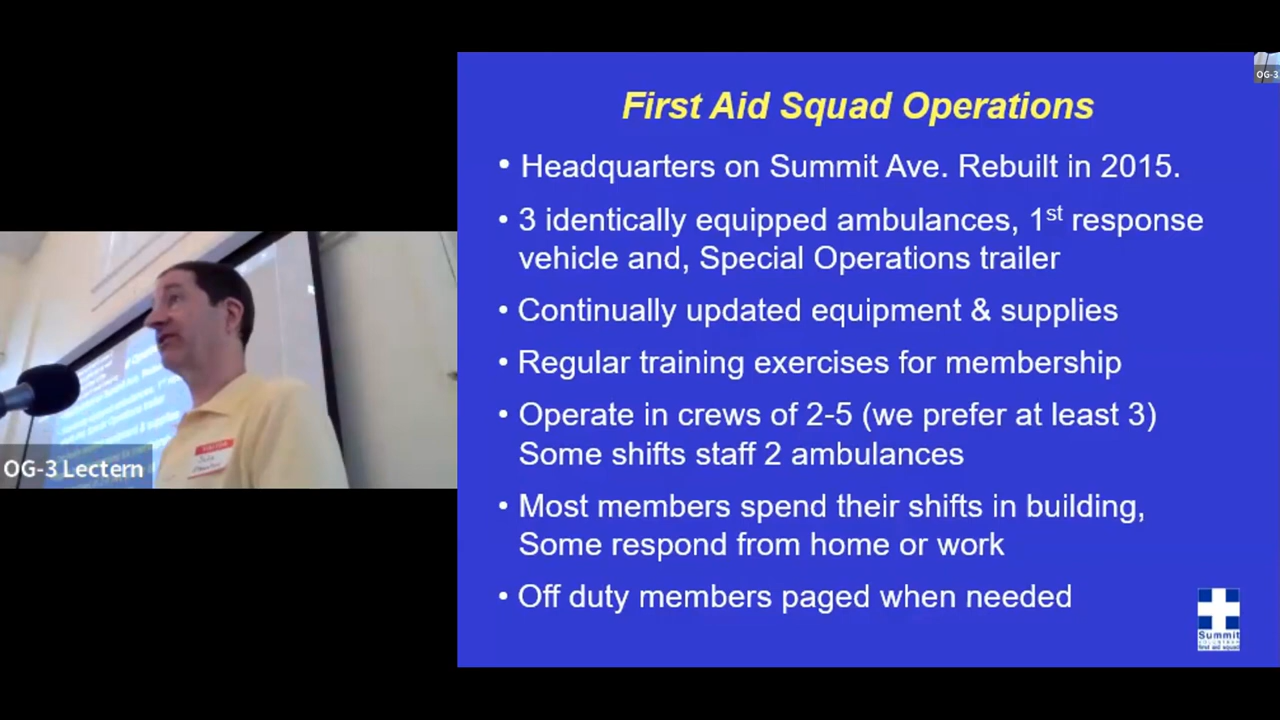 First Aid Squad Operations
• Headquarters on Summit Ave. Rebuilt in 2015.
• 3 identically equipped ambulances, 1st response
vehicle and, Special Operations trailer
• Continually updated equipment & supplies
• Regular training exercises for membership
• Operate in crews of 2-5 (we prefer at least 3)
Some shifts staff 2 ambulances
• Most members spend their shifts in building,
Some respond from home or work
• Off duty members paged when needed
Summit
first aid squad
OG-3 Lectern
OG-3